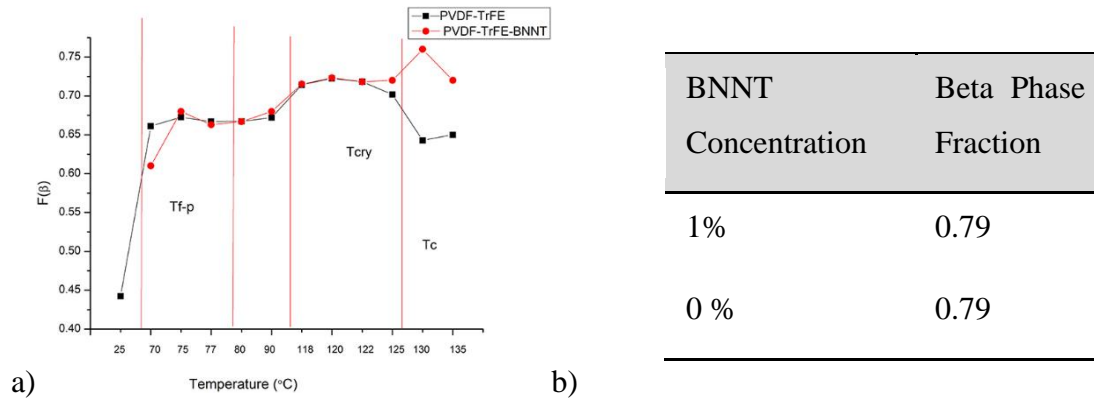 PVDF-TrFE
PVDF-TrFE-BNNT
0.75
0.70
0.65
0.60
0.55
0.50
0.45
0.40
F(β)
Tf-p
Tcry
Tc
25 70 75 77 80 90 118 120 122 125 130 135
Temperature (°C)
a)
b)
BNNT Beta Phase
Concentration Fraction
1% 0.79
0 % 0.79